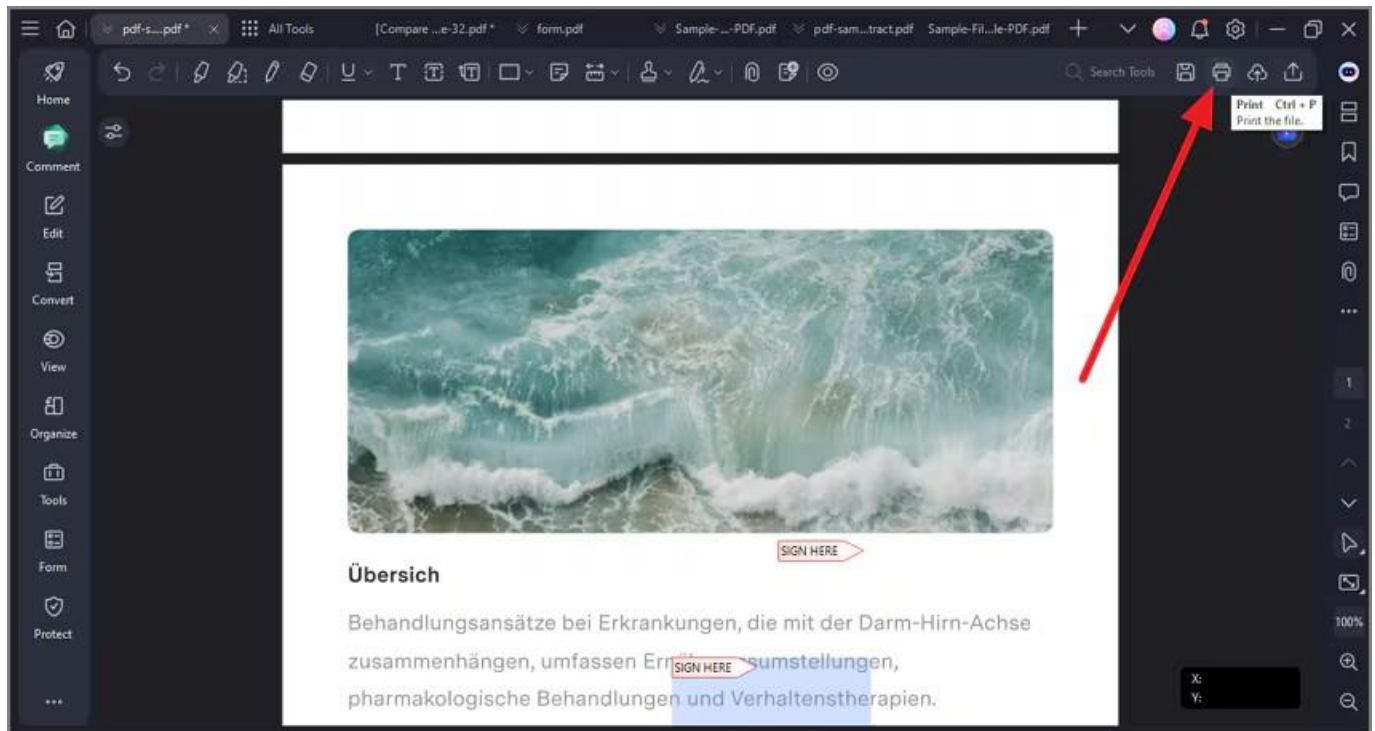 pdf-s....pdf *
All Tools
[Compare ...e-32.pdf *
form.pdf
Sample-...-PDF.pdf
pdf-sam...tract.pdf
Sample-Fil...le-PDF.pdf
Search Tools
Home
Print Ctrl + P
Print the file.
Comment
Edit
Convert
View
1
Organize
2
Tools
Form
SIGN HERE
Übersich
Behandlungsansätze bei Erkrankungen, die mit der Darm-Hirn-Achse
100%
Protect
zusammenhängen, umfassen
SIGN HERE
sumstellungen,
pharmakologische Behandlungen und Verhaltenstherapien.
X:
Y: